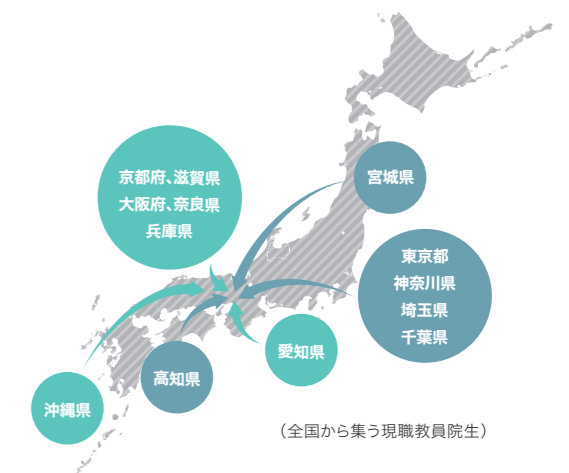 京都府、滋賀県
大阪府、奈良県
兵庫県
宮城県
東京都
神奈川県
埼玉県
千葉県
愛知県
高知県
沖縄県
（全国から集う現職教員院生）